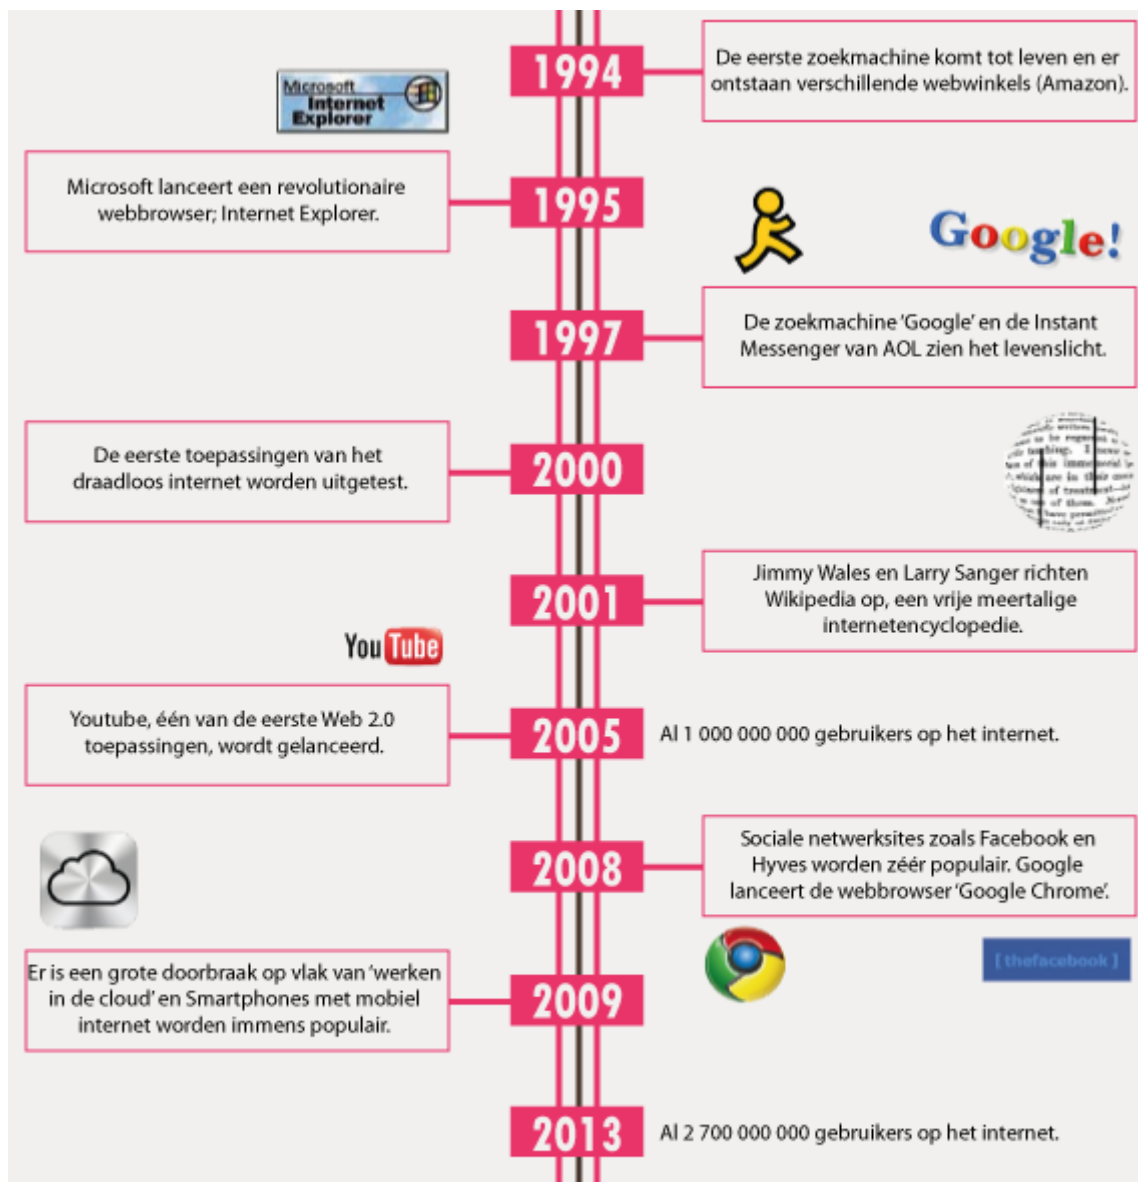 1994
De eerste zoekmachine komt tot leven en er
ontstaan verschillende webwinkels (Amazon).
Microsoft
Internet
Explorer
Microsoft lanceert een revolutionaire
webbrowser; Internet Explorer.
1995
Google!
1997
De zoekmachine ‘Google’ en de Instant
Messenger van AOL zien het levenslicht.
De eerste toepassingen van het
draadloos internet worden uitgetest.
2000
2001
Jimmy Wales en Larry Sanger richten
Wikipedia op, een vrije meertalige
internetencyclopedie.
YouTube
Youtube, één van de eerste Web 2.0
toepassingen, wordt gelanceerd.
2005
Al 1 000 000 000 gebruikers op het internet.
2008
Sociale netwerksites zoals Facebook en
Hyves worden zéér populair. Google
lanceert de webbrowser ‘Google Chrome’.
[ thefacebook ]
Er is een grote doorbraak op vlak van ‘werken
in de cloud’ en Smartphones met mobiel
internet worden immens populair.
2009
2013
Al 2 700 000 000 gebruikers op het internet.